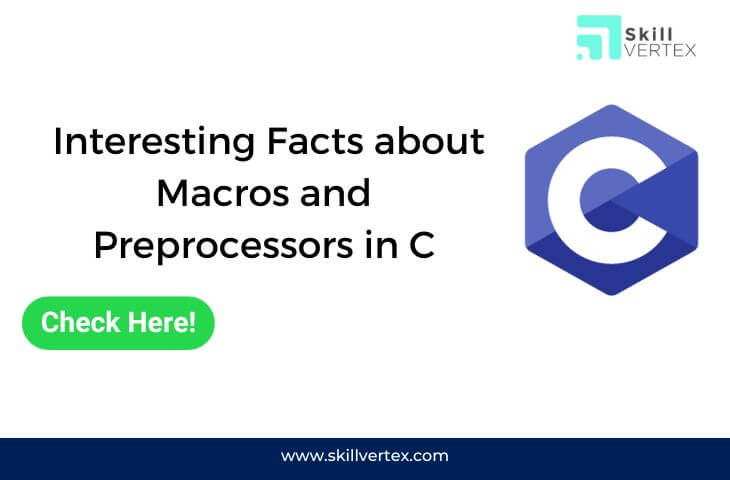 Skill
VERTEX
Interesting Facts about
Macros and
Preprocessors in C
Check Here!
www.skillvertex.com